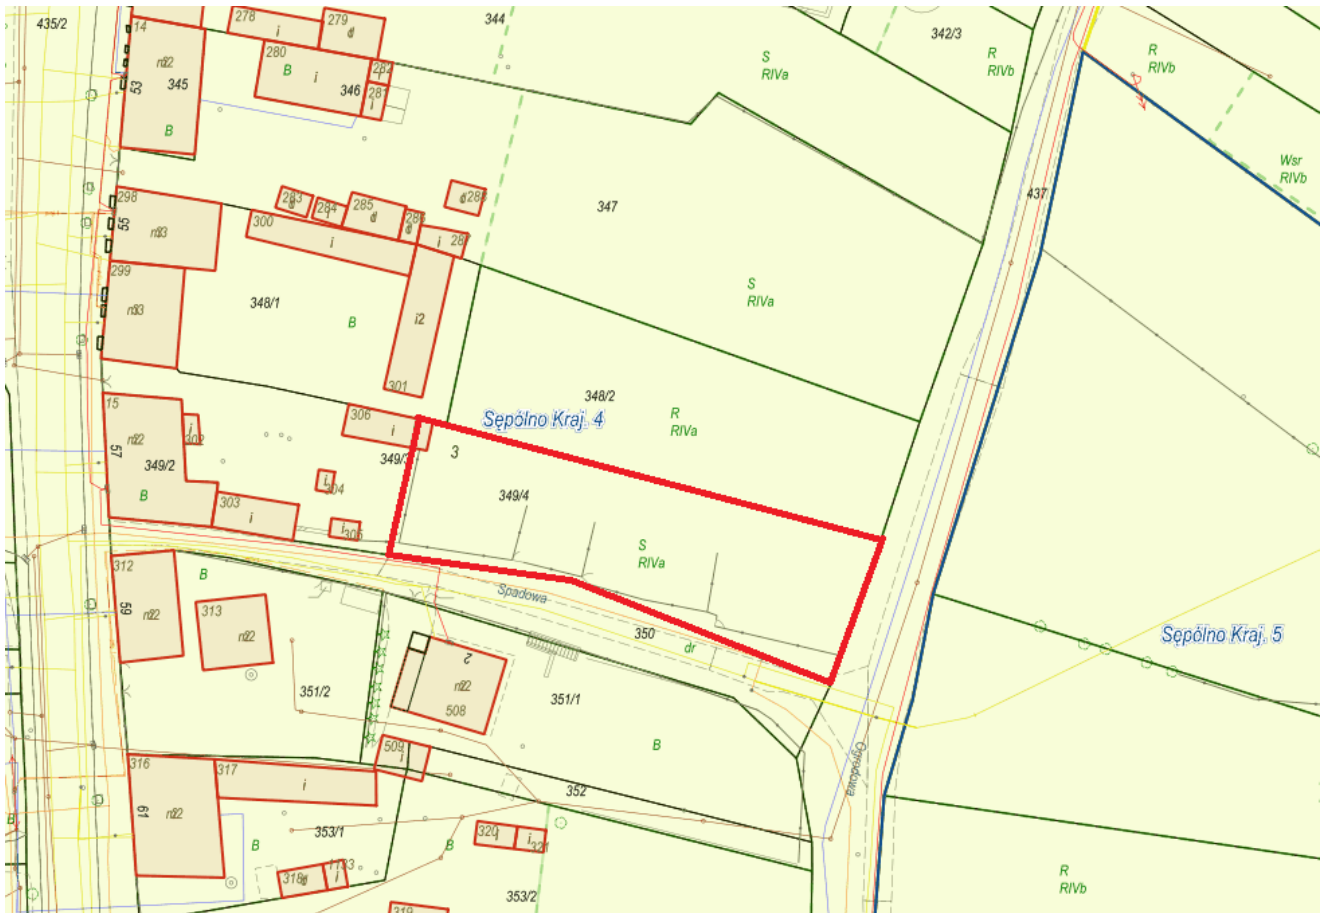 435/2
14
278
279
d
344
342/3
R
RIVb
R
RIVb
280
B
i
282
i
281
i
346
S
RIVa
53
345
B
Wsr
RIVb
437
298
55
283
d
284
i
285
d
286
d
288
d
287
i
300
i
347
299
348/1
B
i2
301
S
RIVa
348/2
R
RIVa
Sępólno Kraj. 4
306
i
3
15
57
349/2
B
i
302
303
i
i
304
i
305
349/3
349/4
S
RIVa
Spadowa
350
dr
Sępólno Kraj. 5
312
59
B
313
351/2
2
508
351/1
B
509
i
352
Ogrodowa
316
61
317
i
353/1
B
318
d
i
B
320
i
i
321
353/2
319
R
RIVb
B